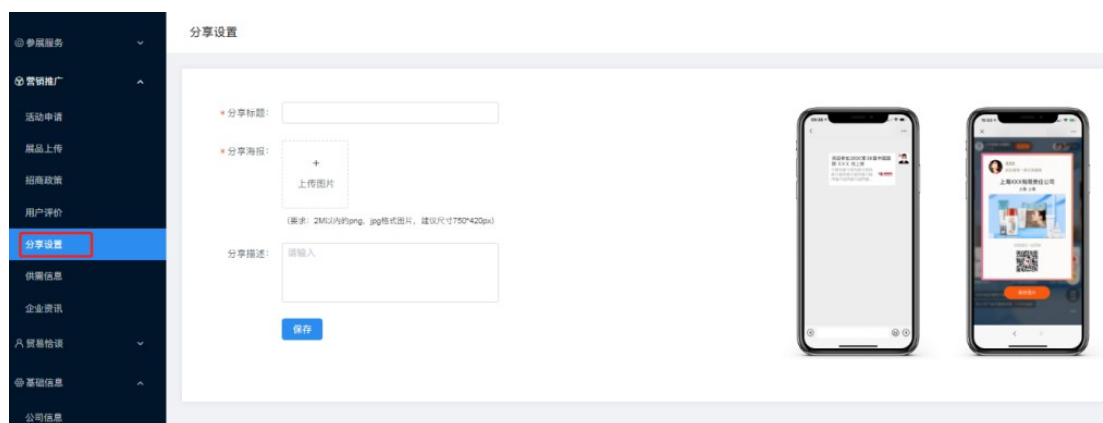 参展服务
营销推广
活动申请
展品上传
招商政策
用户评价
分享设置
供需信息
企业资讯
贸易恰谈
基础信息
公司信息
分享设置
* 分享标题:
* 分享海报:
+
上传图片
(要求: 2M以内的png、jpg格式图片, 建议尺寸750*420px)
分享描述:
请输入
保存
上海XXX有限责任公司